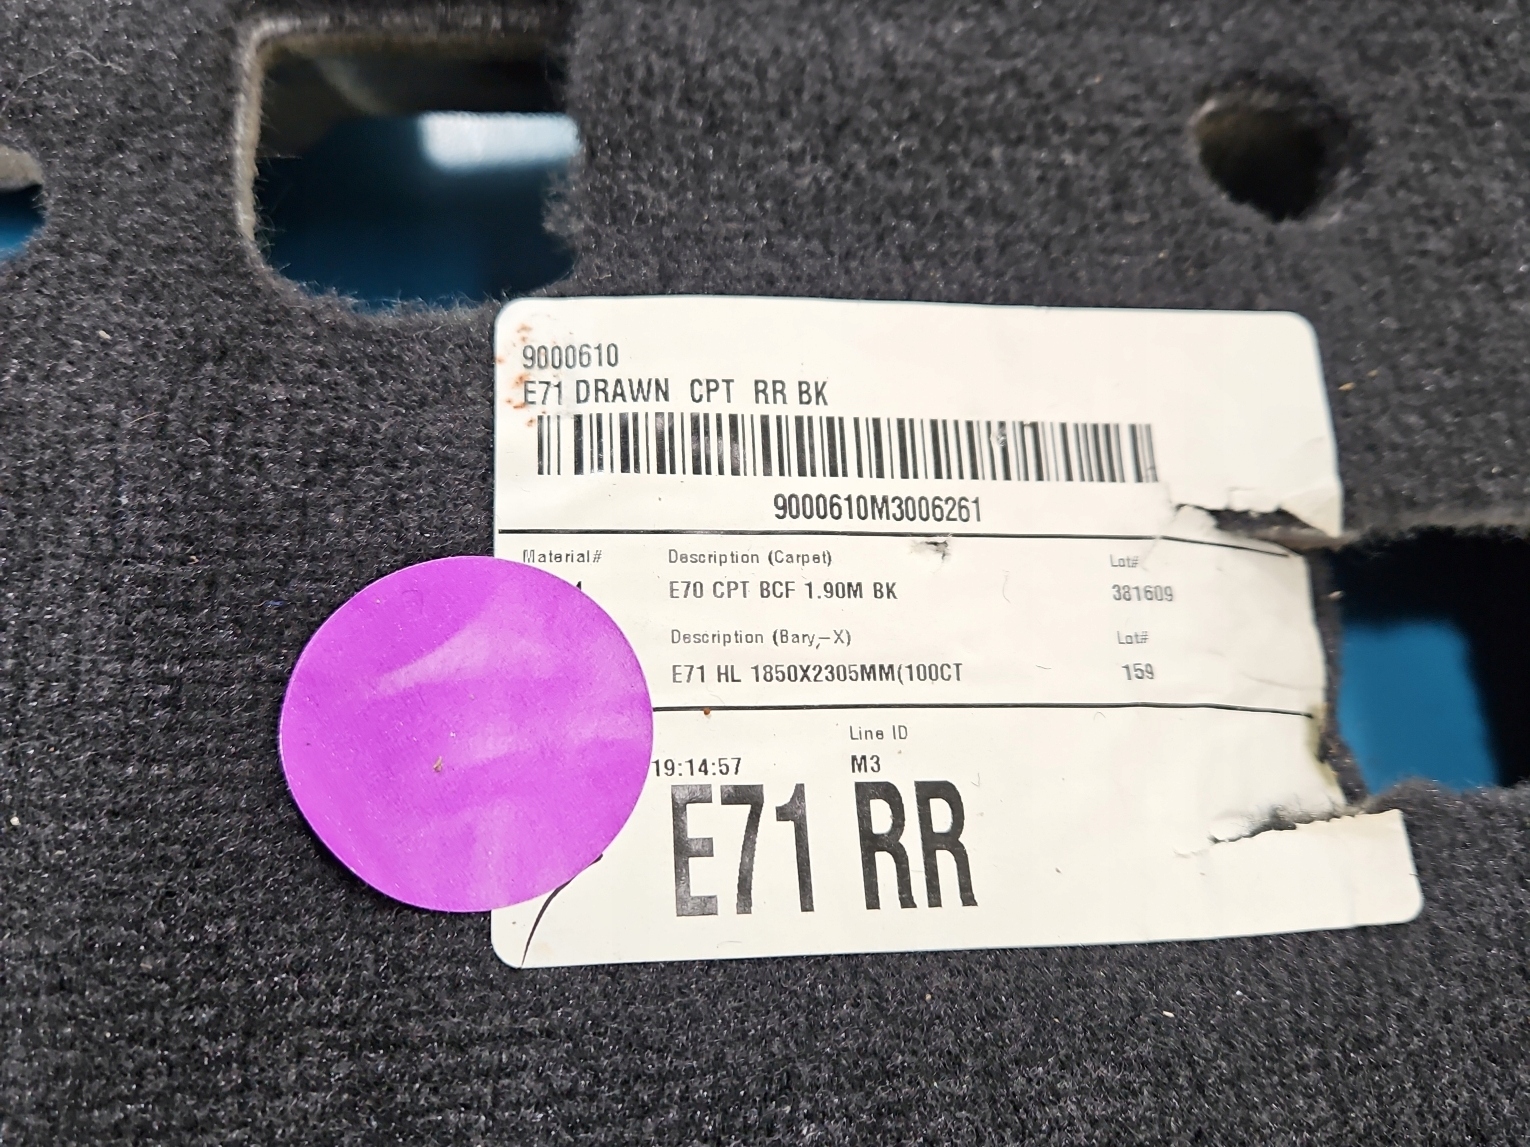 9000610
E71 DRAWN CPT RR BK
9000610M3006261
Material# Description (Carpet) Lot#
E70 CPT BCF 1.90M BK 381609
Description (Bary,-X) Lot#
E71 HL 1850X2305MM(100CT 159
Line ID
19:14:57 M3
E71 RR